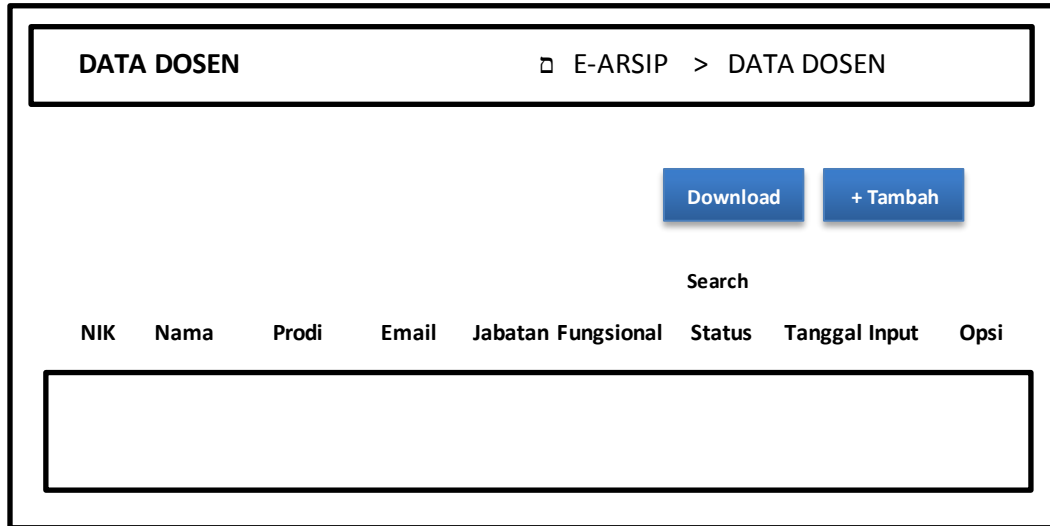 DATA DOSEN
מ E-ARSIP > DATA DOSEN
Download
+ Tambah
Search
NIK Nama Prodi Email Jabatan Fungsional Status Tanggal Input Opsi